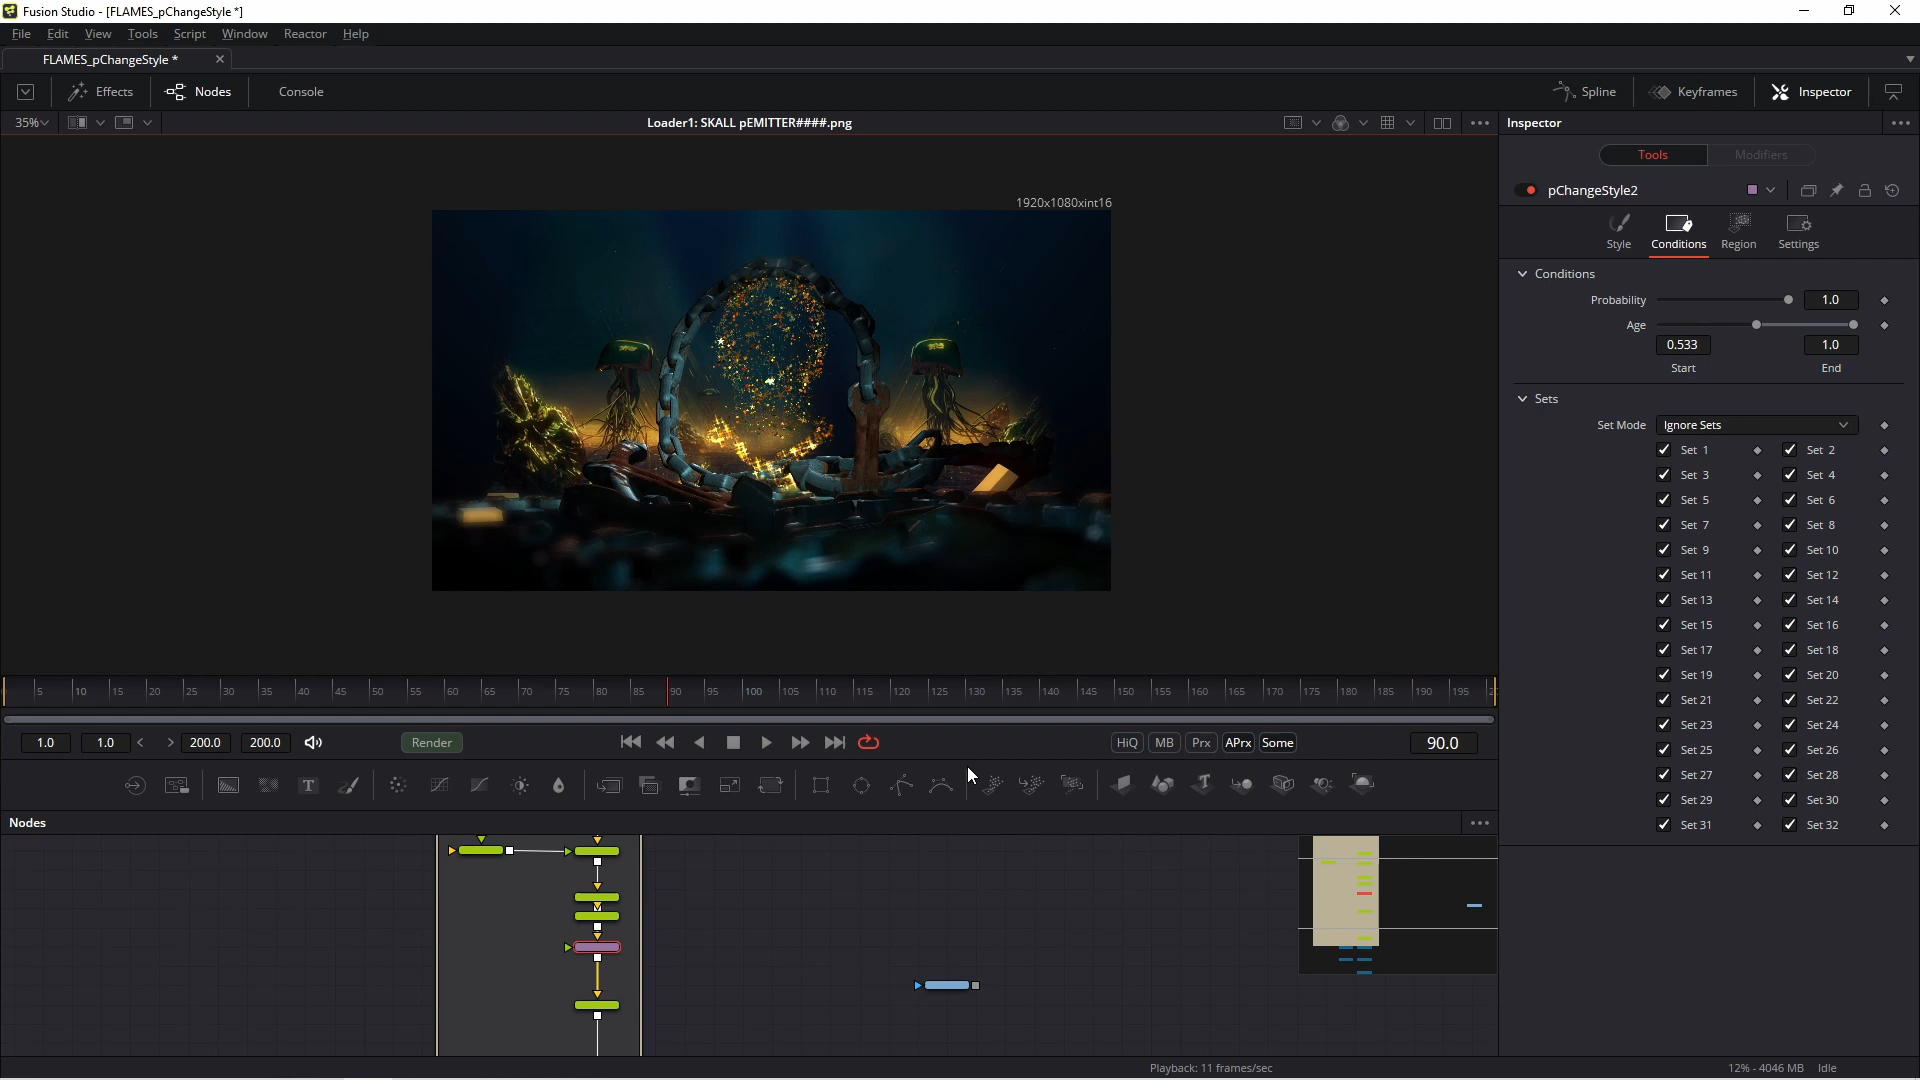 Fusion Studio - [FLAMES_pChangeStyle *]
File Edit View Tools Script Window Reactor Help
FLAMES_pChangeStyle *
Effects Nodes Console Spline Keyframes Inspector
35% Loader1: SKALL pEMITTER####.png Inspector
Tools Modifiers
pChangeStyle2
1920x1080xint16
Style Conditions Region Settings
Conditions
Probability 1.0
Age
0.533 1.0
Start End
Sets
Set Mode Ignore Sets
Set 1 Set 2
Set 3 Set 4
Set 5 Set 6
Set 7 Set 8
Set 9 Set 10
Set 11 Set 12
Set 13 Set 14
Set 15 Set 16
Set 17 Set 18
Set 19 Set 20
Set 21 Set 22
Set 23 Set 24
Set 25 Set 26
Set 27 Set 28
Set 29 Set 30
Set 31 Set 32
5 10 15 20 25 30 35 40 45 50 55 60 65 70 75 80 85 90 95 100 105 110 115 120 125 130 135 140 145 150 155 160 165 170 175 180 185 190 195
1.0 1.0 200.0 200.0 Render HiQ MB Prx APrx Some 90.0
Nodes
Playback: 11 frames/sec 12% - 4046 MB Idle